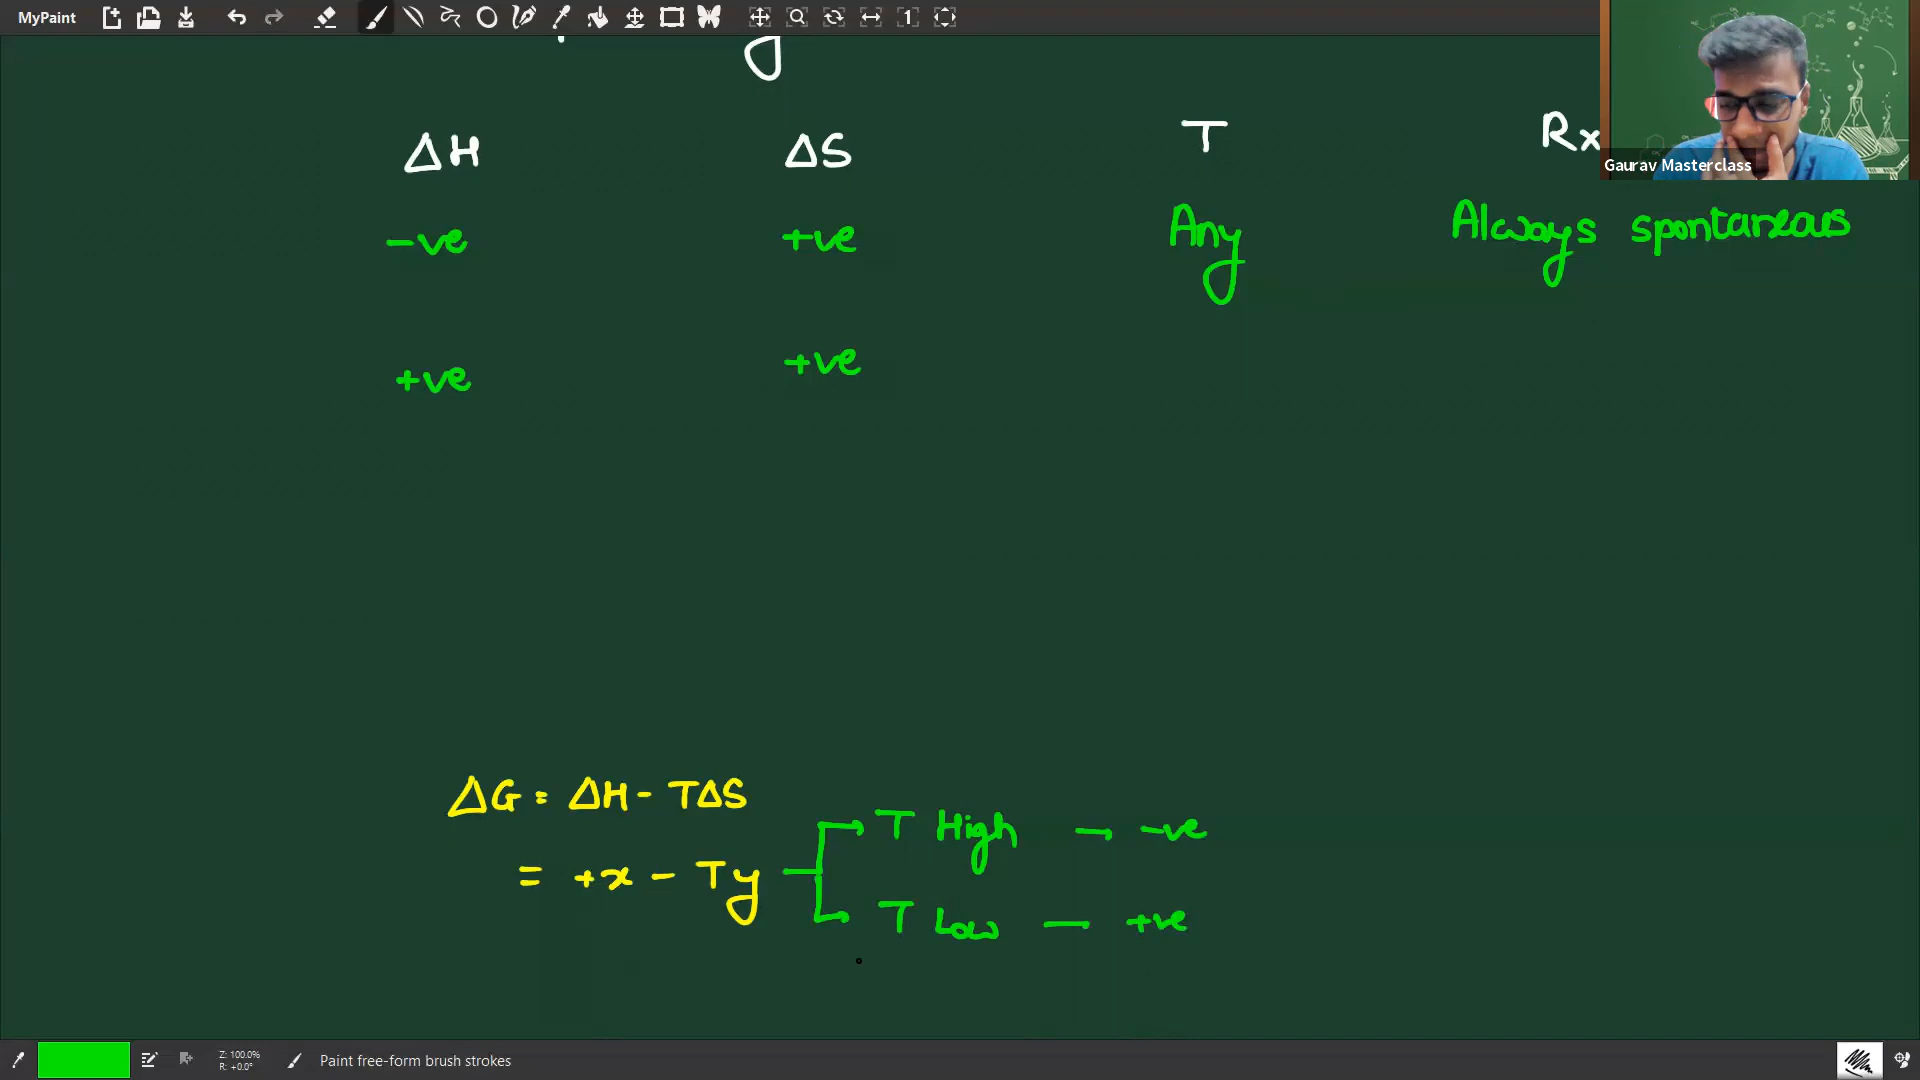 MyPaint
1
ΔH ΔS T Rx
Gaurav Masterclass
-ve +ve Any Always spontaneous
+ve +ve
ΔG = ΔH - TΔS
T High → -ve
= +x - Ty
T Low — +ve
Z: 100.0%
R: +0.0°
Paint free-form brush strokes